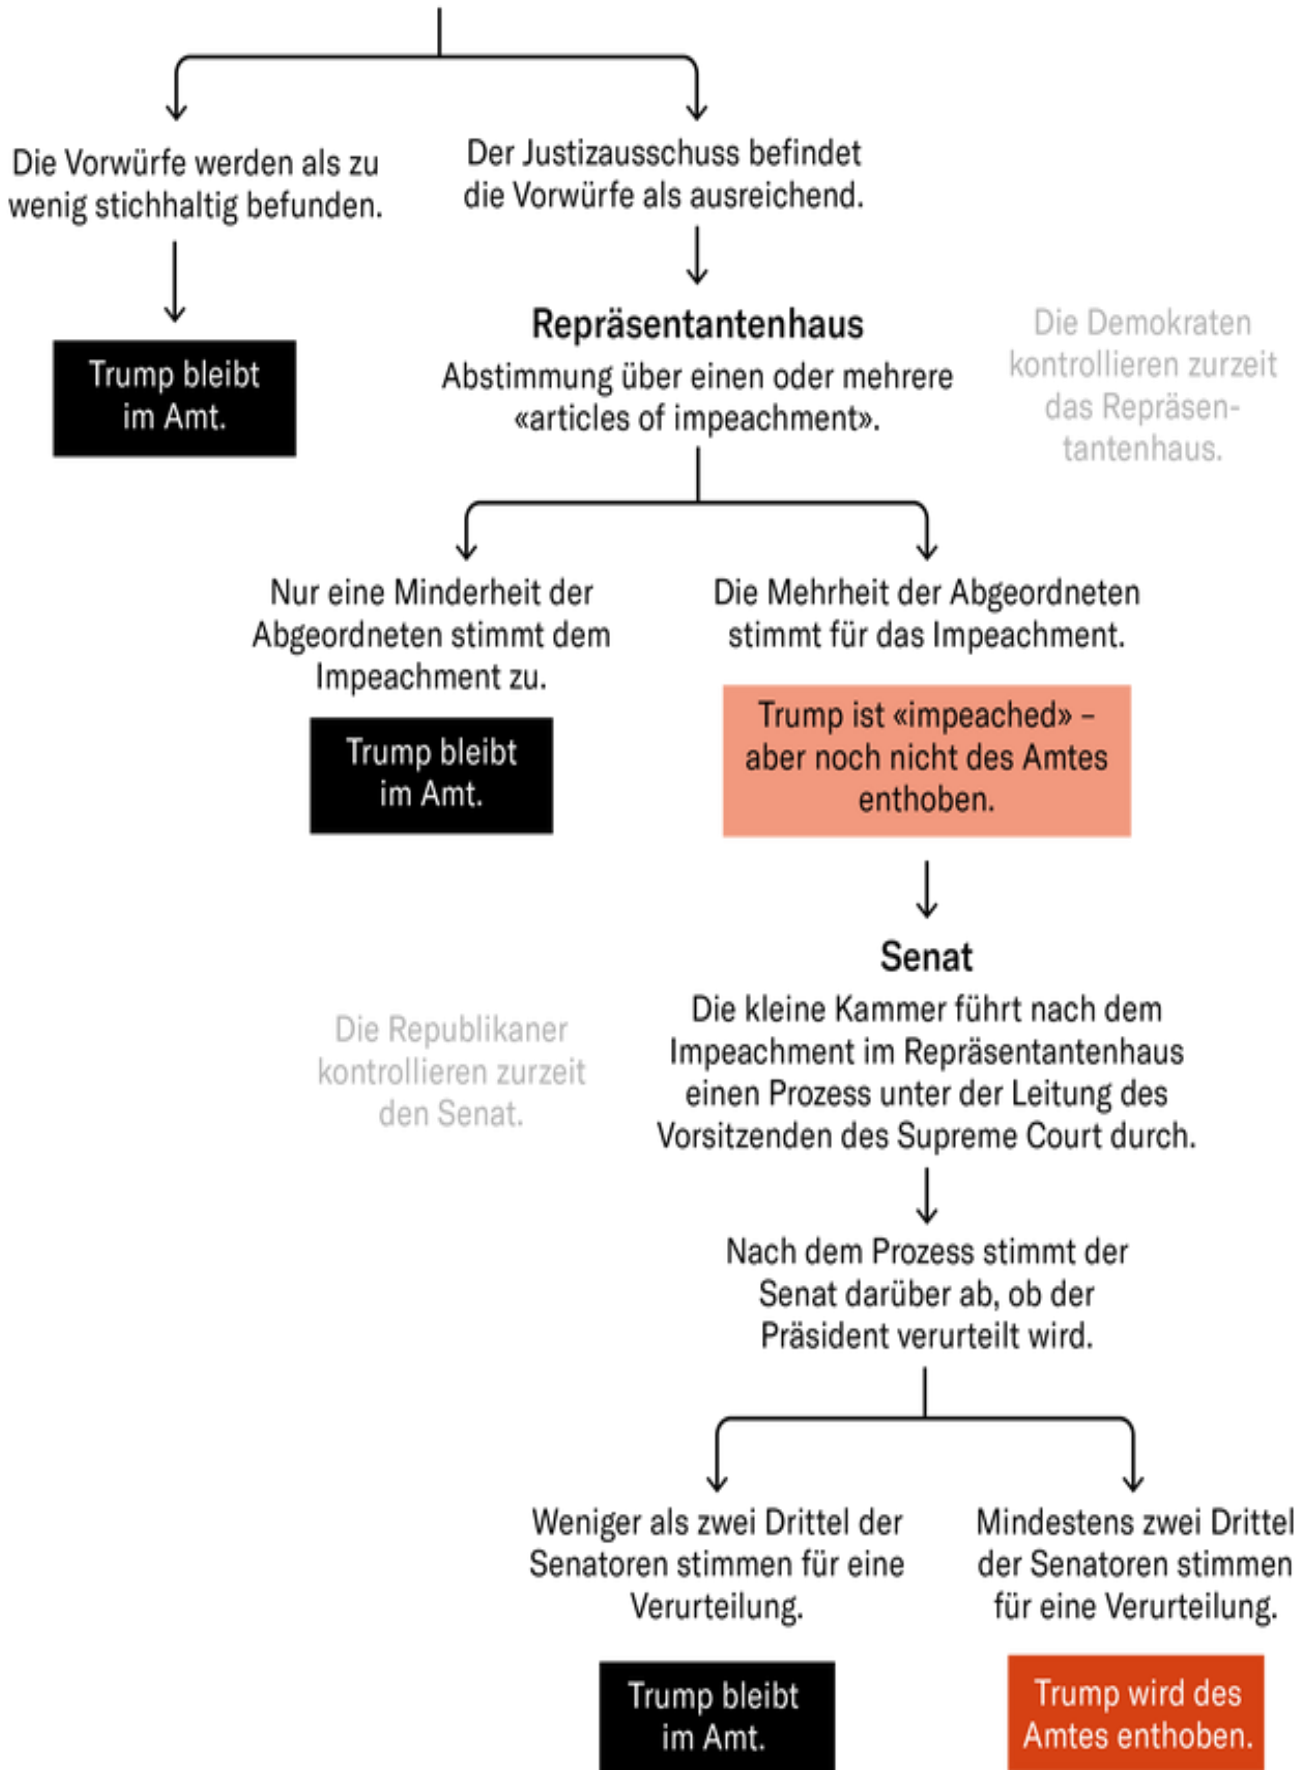 Die Vorwürfe werden als zu
wenig stichhaltig befunden.
Der Justizausschuss befindet
die Vorwürfe als ausreichend.
Trump bleibt
im Amt.
Repräsentantenhaus
Abstimmung über einen oder mehrere
«articles of impeachment».
Die Demokraten
kontrollieren zurzeit
das Repräsen-
tantenhaus.
Nur eine Minderheit der
Abgeordneten stimmt dem
Impeachment zu.
Trump bleibt
im Amt.
Die Mehrheit der Abgeordneten
stimmt für das Impeachment.
Trump ist «impeached» –
aber noch nicht des Amtes
enthoben.
Senat
Die kleine Kammer führt nach dem
Impeachment im Repräsentantenhaus
einen Prozess unter der Leitung des
Vorsitzenden des Supreme Court durch.
Die Republikaner
kontrollieren zurzeit
den Senat.
Nach dem Prozess stimmt der
Senat darüber ab, ob der
Präsident verurteilt wird.
Weniger als zwei Drittel der
Senatoren stimmen für eine
Verurteilung.
Trump bleibt
im Amt.
Mindestens zwei Drittel
der Senatoren stimmen
für eine Verurteilung.
Trump wird des
Amtes enthoben.